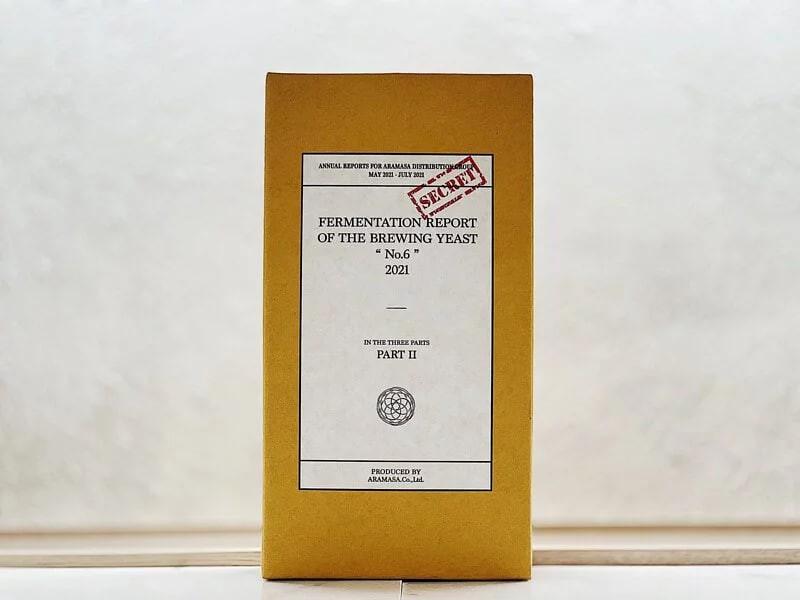 ANNUAL REPORTS FOR ARAMASA DISTRIBUTION GROUP
MAY 2021 - JULY 2021
SECRET
FERMENTATION REPORT
OF THE BREWING YEAST
“ No.6 ”
2021
IN THE THREE PARTS
PART II
PRODUCED BY
ARAMASA.Co.,Ltd.